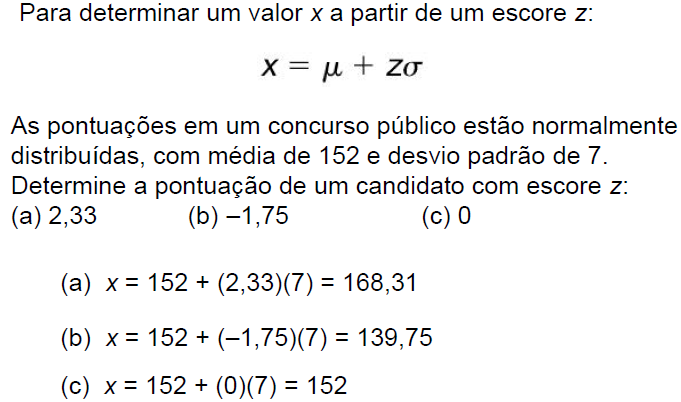 Para determinar um valor x a partir de um escore z:
x = μ + zσ
As pontuações em um concurso público estão normalmente
distribuídas, com média de 152 e desvio padrão de 7.
Determine a pontuação de um candidato com escore z:
(a) 2,33 (b) –1,75 (c) 0
(a) x = 152 + (2,33)(7) = 168,31
(b) x = 152 + (–1,75)(7) = 139,75
(c) x = 152 + (0)(7) = 152